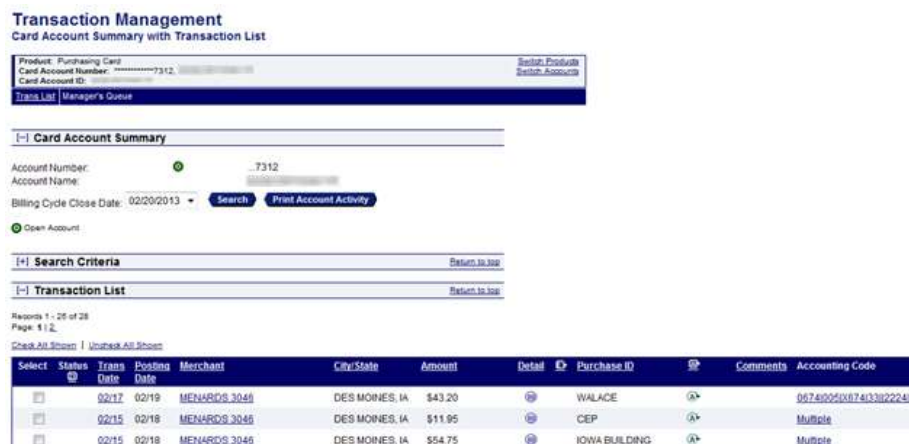 Transaction Management
Card Account Summary with Transaction List
Product: Purchasing Card
Switch Products
Card Account Number: ************7312,
Switch Accounts
Card Account ID:
Trans List | Manager's Queue
[-] Card Account Summary
Account Number: ...7312
Account Name:
Billing Cycle Close Date: 02/20/2013 Search Print Account Activity
Open Account
[+] Search Criteria Return to top
[-] Transaction List Return to top
Records 1 - 25 of 28
Page: 1 | 2
Check All Shown | Uncheck All Shown
Select Status Trans Date Posting Date Merchant City/State Amount Detail Purchase ID Comments Accounting Code
02/17 02/19 MENARDS 3046 DES MOINES, IA $43.20 WALACE
02/15 02/18 MENARDS 3046 DES MOINES, IA $11.95 CEP Multiple
02/15 02/18 MENARDS 3046 DES MOINES, IA $54.75 IOWA BUILDING Multiple